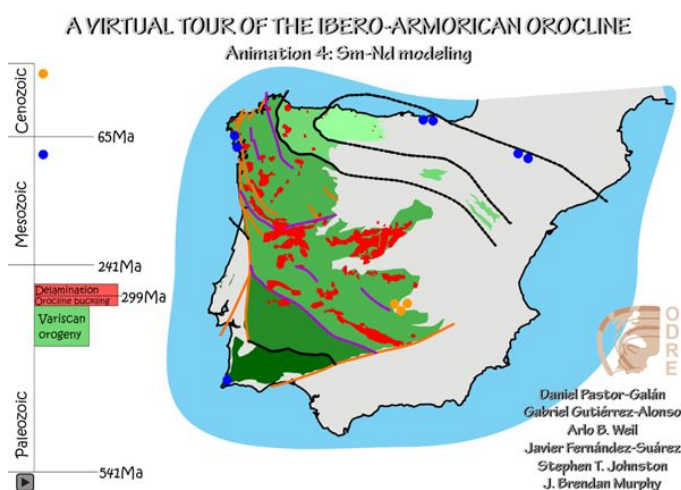 A VIRTUAL TOUR OF THE IBERO-ARMORICAN OROCLINE
Animation 4: Sm-Nd modeling
Cenozoic
65Ma
Mesozoic
241Ma
Delamination
Orocline buckling
299Ma
Variscan
orogeny
Paleozoic
541Ma
ODRE
Daniel Pastor-Galán
Gabriel Gutiérrez-Alonso
Arlo B. Weil
Javier Fernández-Suárez
Stephen T. Johnston
J. Brendan Murphy